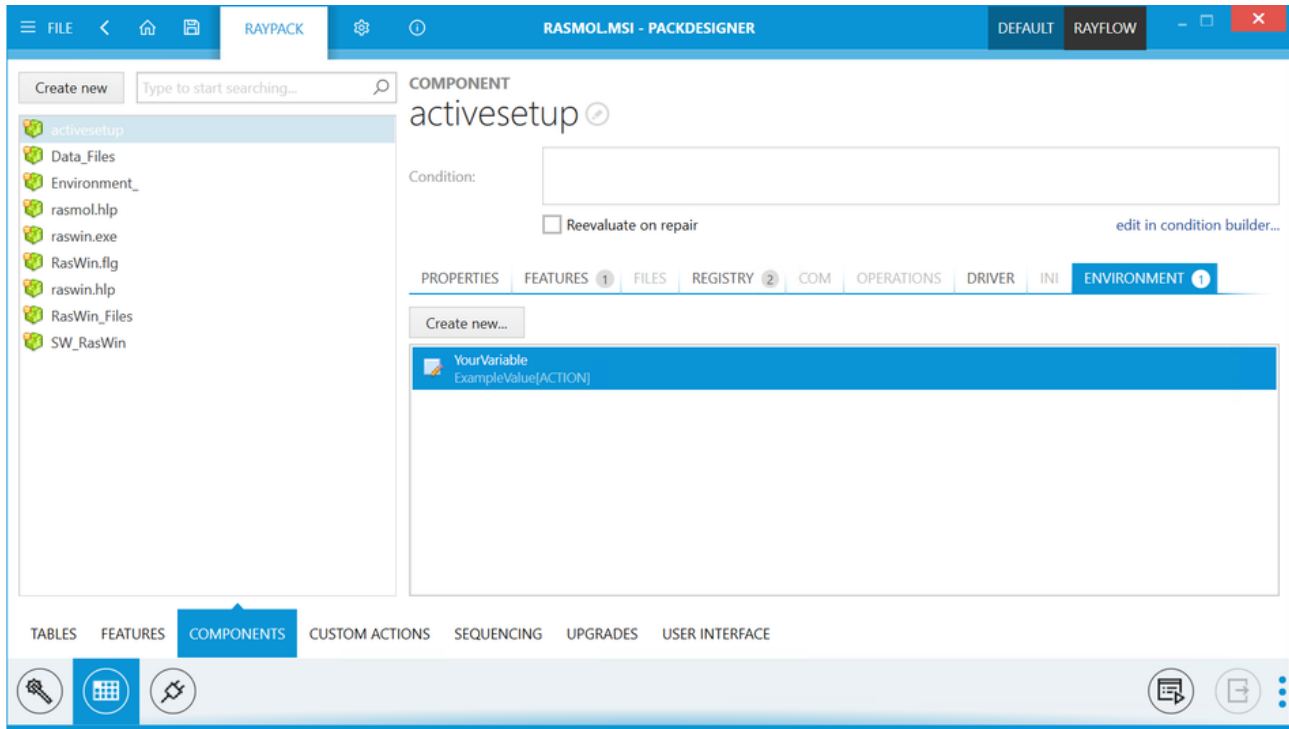 FILE RAYPACK RASMOL.MSI - PACKDESIGNER DEFAULT RAYFLOW
Create new Type to start searching...
activesetup
Data_Files
Environment_
rasmol.hlp
raswin.exe
RasWin.flg
raswin.hlp
RasWin_Files
SW_RasWin
COMPONENT
activesetup
Condition:
Reevaluate on repair edit in condition builder...
PROPERTIES FEATURES 1 FILES REGISTRY 2 COM OPERATIONS DRIVER INI ENVIRONMENT 1
Create new...
YourVariable
ExampleValue[ACTION]
TABLES FEATURES COMPONENTS CUSTOM ACTIONS SEQUENCING UPGRADES USER INTERFACE